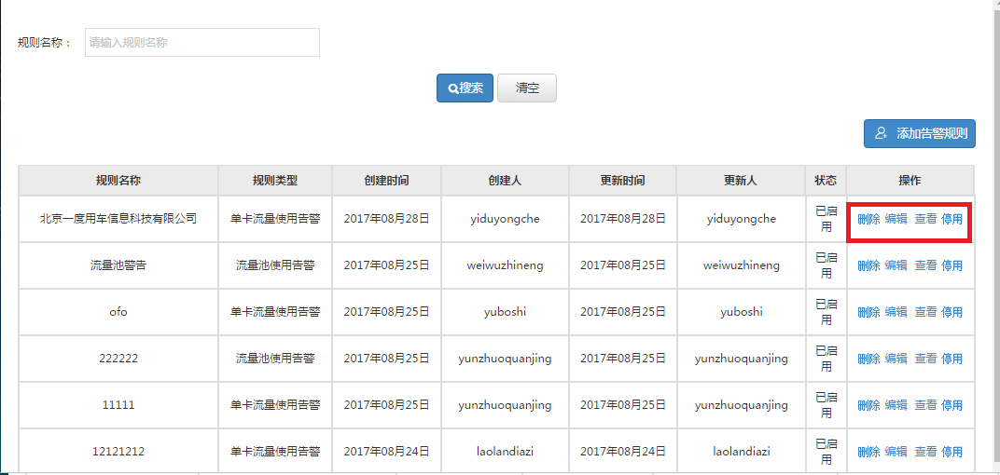 规则名称： 请输入规则名称
搜索 清空
添加告警规则
规则名称 规则类型 创建时间 创建人 更新时间 更新人 状态 操作
北京一度用车信息科技有限公司 单卡流量使用告警 2017年08月28日 yiduyongche 2017年08月28日 yiduyongche 已启用 删除 编辑 查看 停用
流量池警告 流量池使用告警 2017年08月25日 weiwuzhineng 2017年08月25日 weiwuzhineng 已启用 删除 编辑 查看 停用
ofo 单卡流量使用告警 2017年08月25日 yuboshi 2017年08月25日 yuboshi 已启用 删除 编辑 查看 停用
222222 流量池使用告警 2017年08月25日 yunzhuoquanjing 2017年08月25日 yunzhuoquanjing 已启用 删除 编辑 查看 停用
11111 单卡流量使用告警 2017年08月25日 yunzhuoquanjing 2017年08月25日 yunzhuoquanjing 已启用 删除 编辑 查看 停用
12121212 单卡流量使用告警 2017年08月24日 laolandiazi 2017年08月24日 laolandiazi 已启用 删除 编辑 查看 停用